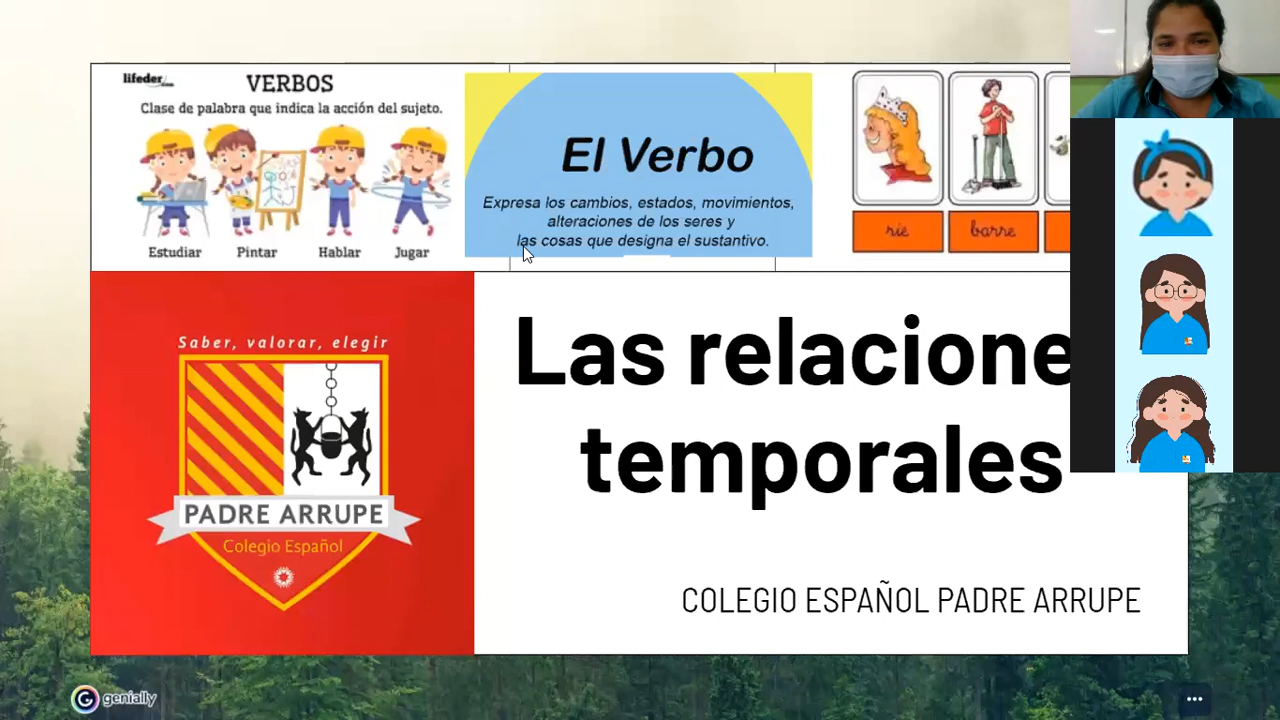 lifeder
.com
VERBOS
Clase de palabra que indica la acción del sujeto.
Estudiar Pintar Hablar Jugar
El Verbo
Expresa los cambios, estados, movimientos,
alteraciones de los seres y
las cosas que designa el sustantivo.
ríe barre
Saber, valorar, elegir
PADRE ARRUPE
Colegio Español
Las relacione
temporales
COLEGIO ESPAÑOL PADRE ARRUPE
G genially